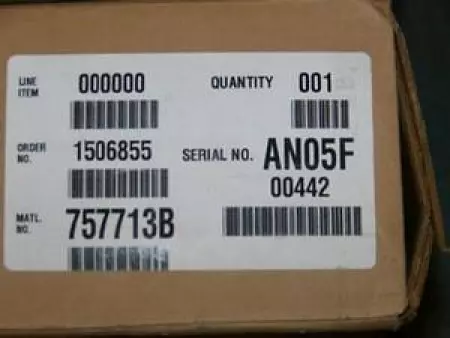 LINE ITEM 000000 QUANTITY 001
ORDER NO. 1506855 SERIAL NO. AN05F
00442
MATL. NO. 757713B